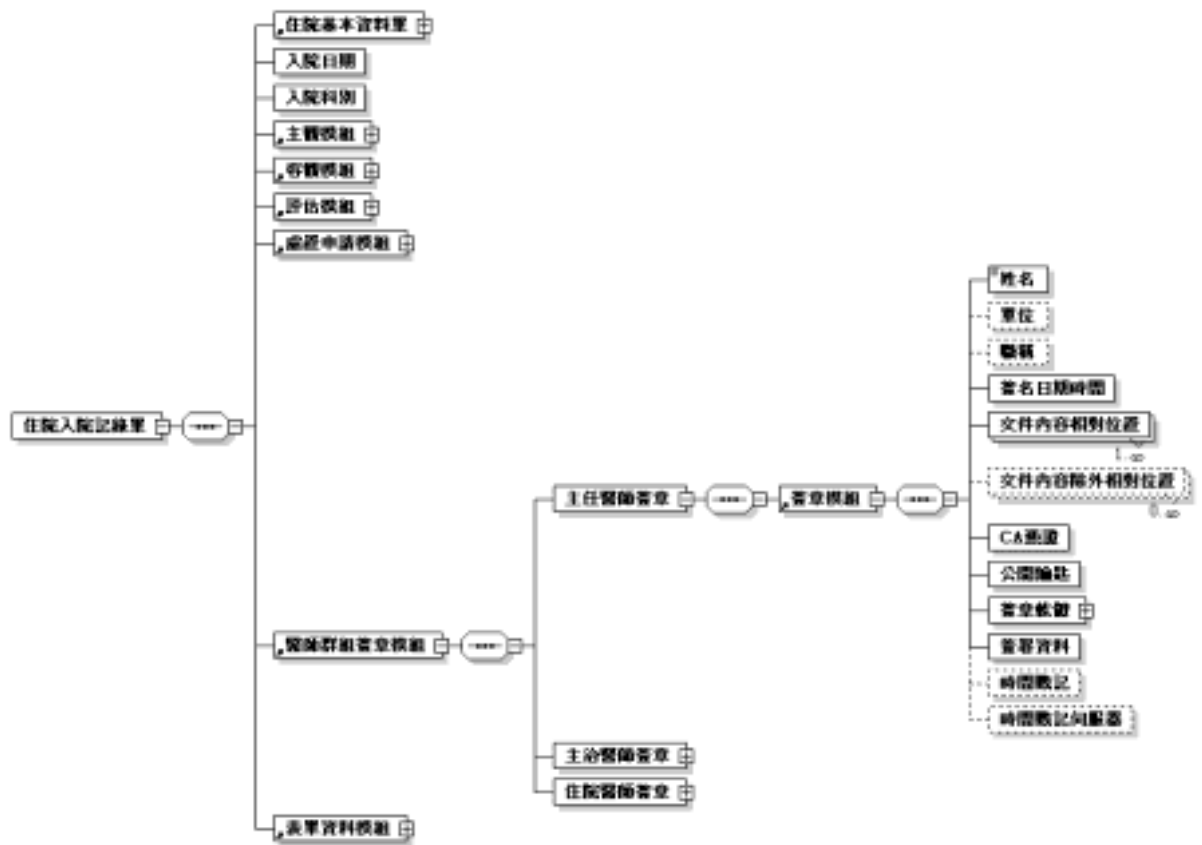 住院基本資料單
入院日期
入院科別
主觀模組
客觀模組
評估模組
處置申請模組
姓名
單位
職稱
簽名日期時間
住院入院記錄單
文件內容相對位置
1..∞
主任醫師簽章
簽章模組
文件內容除外相對位置
0..∞
CA憑證
公開鑰匙
簽章軟體
醫師群組簽章模組
簽署資料
時間戳記
時間戳記伺服器
主治醫師簽章
住院醫師簽章
表單資料模組